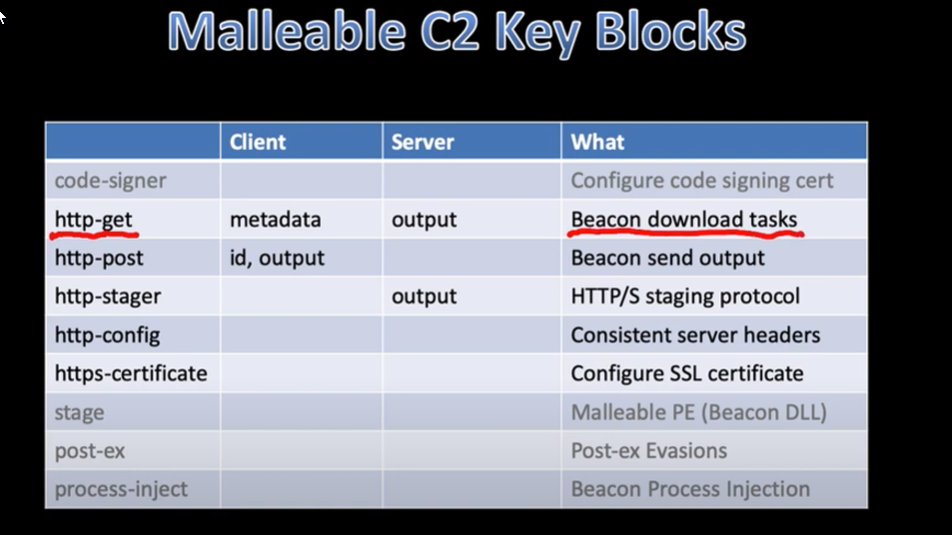 Malleable C2 Key Blocks
Client Server What
code-signer Configure code signing cert
http-get metadata output Beacon download tasks
http-post id, output Beacon send output
http-stager output HTTP/S staging protocol
http-config Consistent server headers
https-certificate Configure SSL certificate
stage Malleable PE (Beacon DLL)
post-ex Post-ex Evasions
process-inject Beacon Process Injection